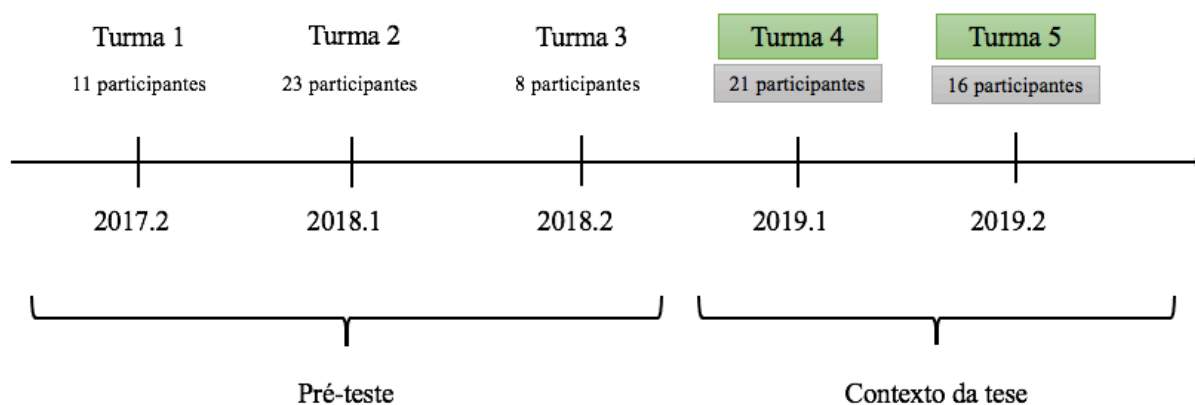 Turma 1 Turma 2 Turma 3 Turma 4 Turma 5
11 participantes 23 participantes 8 participantes 21 participantes 16 participantes
2017.2 2018.1 2018.2 2019.1 2019.2
Pré-teste Contexto da tese